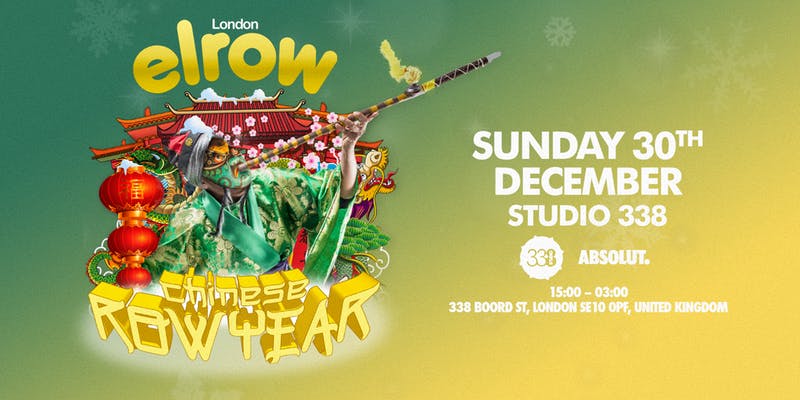 London
elrow
chinese
ROW YEAR
SUNDAY 30TH
DECEMBER
STUDIO 338
338 ABSOLUT.
15:00 – 03:00
338 BOORD ST, LONDON SE10 0PF, UNITED KINGDOM